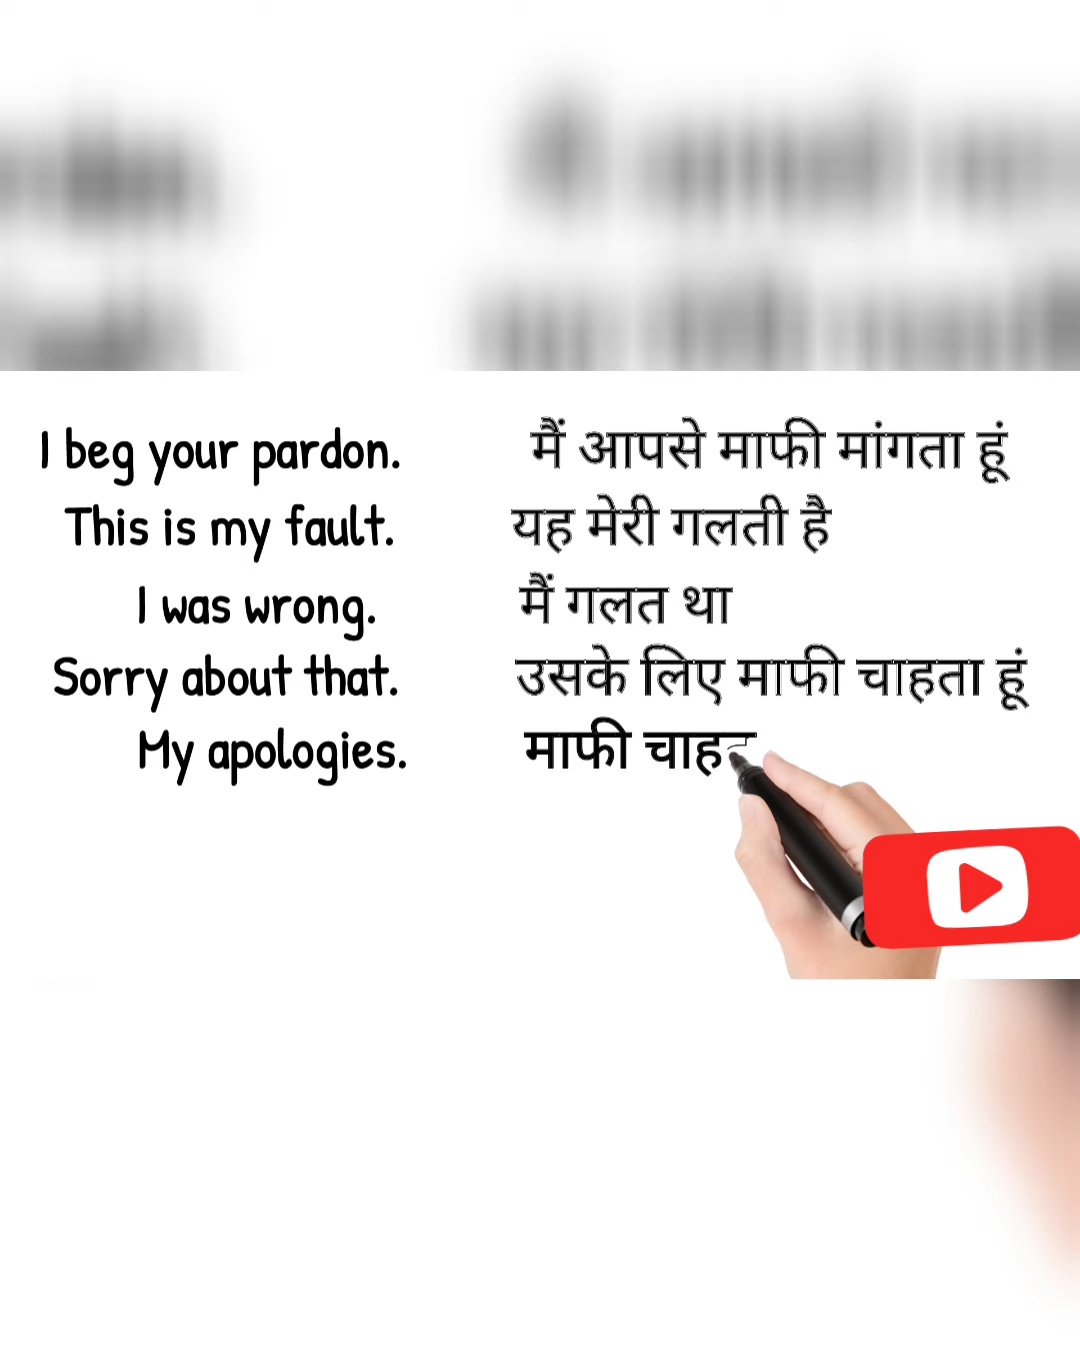 I beg your pardon. मैं आपसे माफी मांगता हूं
This is my fault. यह मेरी गलती है
I was wrong. मैं गलत था
Sorry about that. उसके लिए माफी चाहता हूं
My apologies. माफी